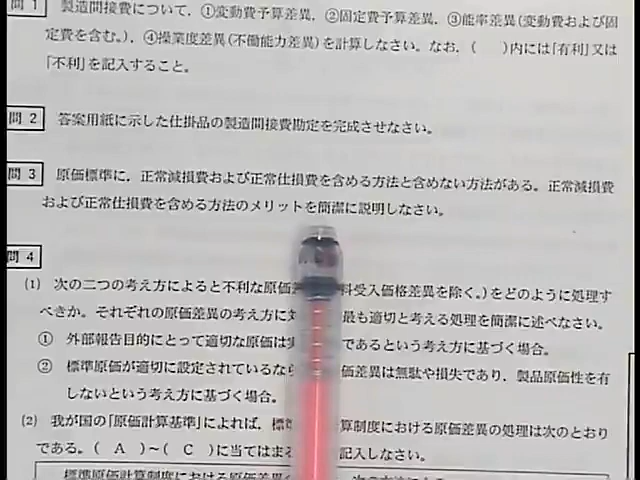 問 1 製造間接費について，①変動費予算差異，②固定費予算差異，③能率差異(変動費および固
定費を含む。)，④操業度差異(不働能力差異)を計算しなさい。なお，(　　)内には「有利」又は
「不利」を記入すること。
問 2 答案用紙に示した仕掛品の製造間接費勘定を完成させなさい。
問 3 原価標準に，正常減損費および正常仕損費を含める方法と含めない方法がある。正常減損費
および正常仕損費を含める方法のメリットを簡潔に説明しなさい。
問 4
(1) 次の二つの考え方によると不利な原価 料受入価格差異を除く。)をどのように処理す
べきか。それぞれの原価差異の考え方に 最も適切と考える処理を簡潔に述べなさい。
① 外部報告目的にとって適切な原価は であるという考え方に基づく場合。
② 標準原価が適切に設定されているなら 価差異は無駄や損失であり，製品原価性を有
しないという考え方に基づく場合。
(2) 我が国の「原価計算基準」によれば，標 算制度における原価差異の処理は次のとおり
である。(　A　)～(　C　)に当てはま 記入しなさい。
標準原価計算制度における原価差異